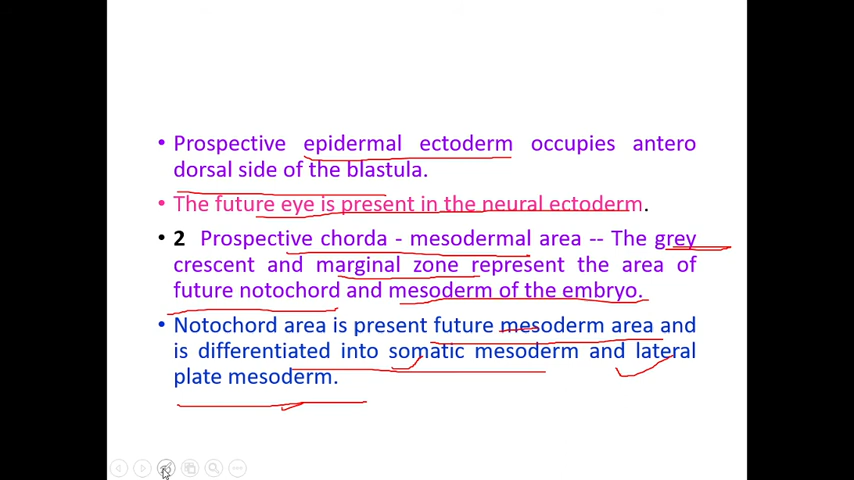 • Prospective epidermal ectoderm occupies antero
dorsal side of the blastula.
• The future eye is present in the neural ectoderm.
• 2 Prospective chorda - mesodermal area -- The grey
crescent and marginal zone represent the area of
future notochord and mesoderm of the embryo.
• Notochord area is present future mesoderm area and
is differentiated into somatic mesoderm and lateral
plate mesoderm.